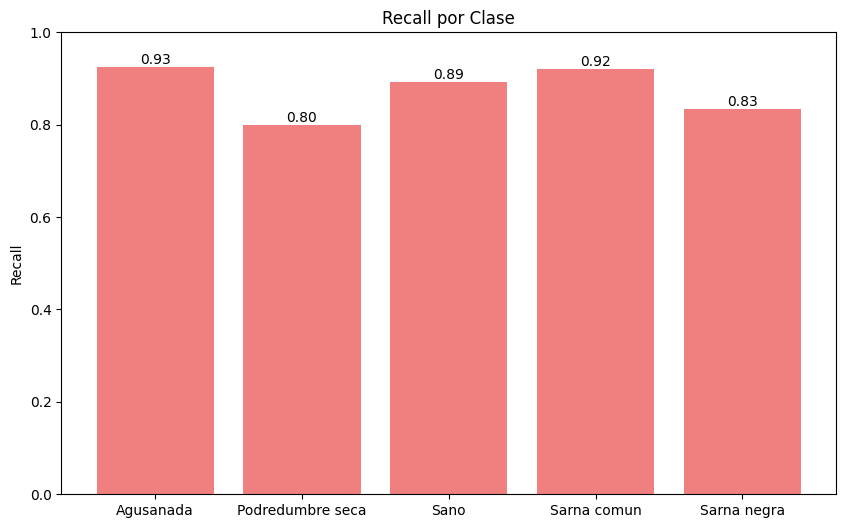 Recall por Clase
1.0
0.8
0.6
0.4
0.2
0.0
Recall
0.93
0.80
0.89
0.92
0.83
Agusanada
Podredumbre seca
Sano
Sarna comun
Sarna negra